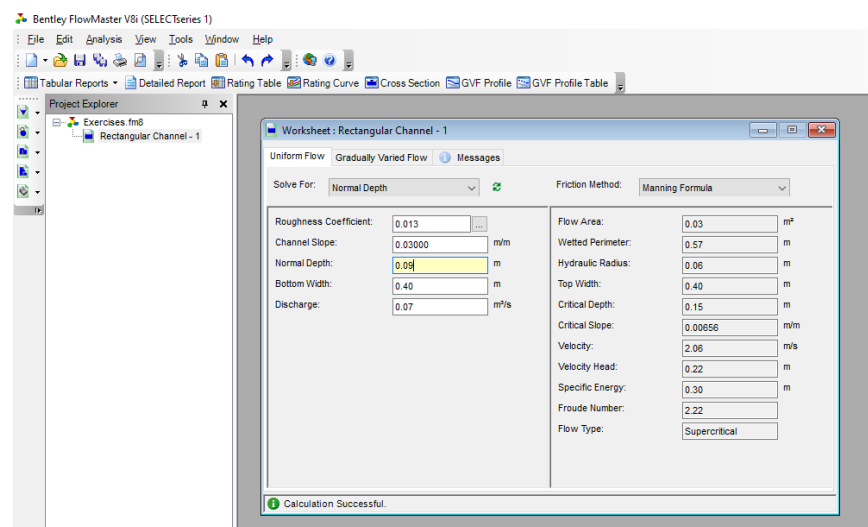 Bentley FlowMaster V8i (SELECTseries 1)
File Edit Analysis View Tools Window Help
Tabular Reports Detailed Report Rating Table Rating Curve Cross Section GVF Profile GVF Profile Table
Project Explorer
Exercises.fm8
Rectangular Channel - 1
Worksheet : Rectangular Channel - 1
Uniform Flow Gradually Varied Flow Messages
Solve For: Normal Depth Friction Method: Manning Formula
Roughness Coefficient: 0.013 ...
Channel Slope: 0.03000 m/m
Normal Depth: 0.09 m
Bottom Width: 0.40 m
Discharge: 0.07 m³/s
Flow Area: 0.03 m²
Wetted Perimeter: 0.57 m
Hydraulic Radius: 0.06 m
Top Width: 0.40 m
Critical Depth: 0.15 m
Critical Slope: 0.00656 m/m
Velocity: 2.06 m/s
Velocity Head: 0.22 m
Specific Energy: 0.30 m
Froude Number: 2.22
Flow Type: Supercritical
Calculation Successful.